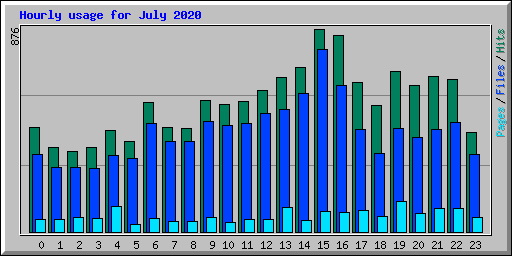 Hourly usage for July 2020
876
Pages/Files/Hits
0 1 2 3 4 5 6 7 8 9 10 11 12 13 14 15 16 17 18 19 20 21 22 23